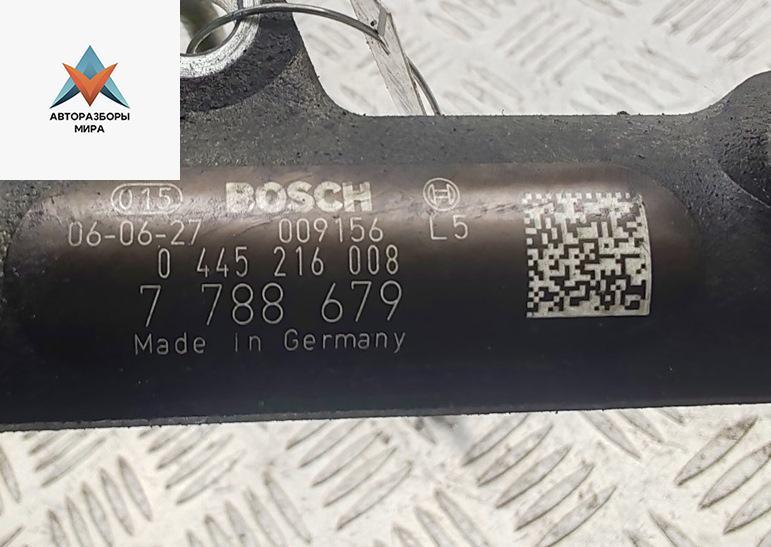 АВТОРАЗБОРЫ
МИРА
015 BOSCH
06-06-27 009156 L5
0 445 216 008
7 788 679
Made in Germany